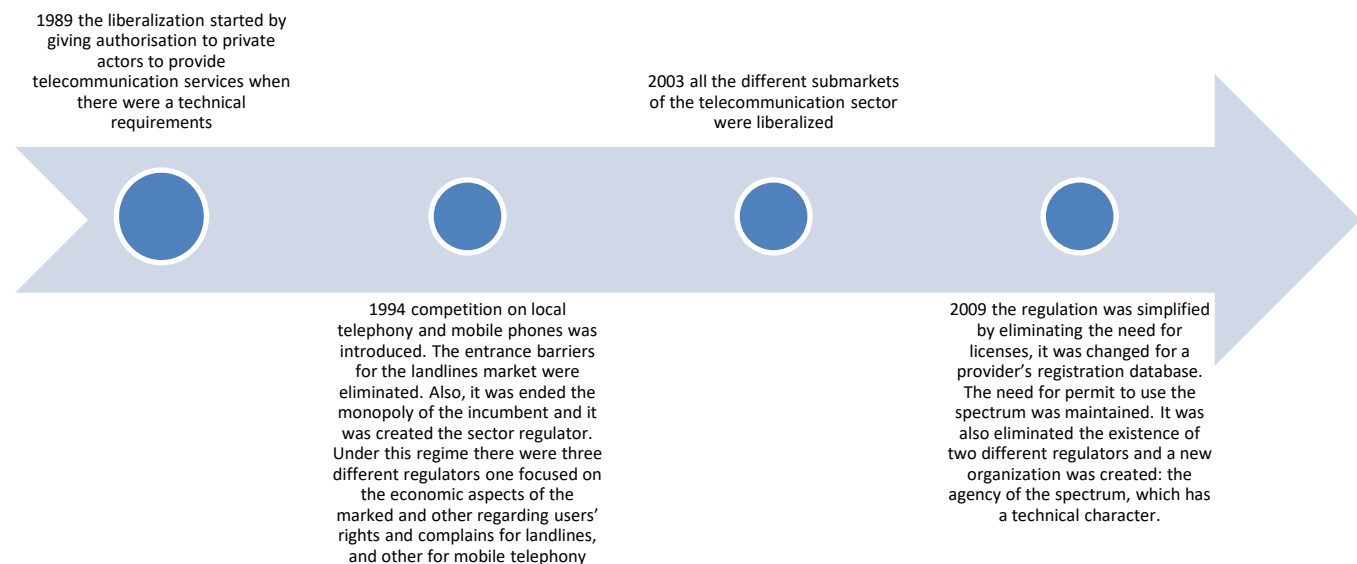 1989 the liberalization started by
giving authorisation to private
actors to provide
telecommunication services when
there were a technical
requirements
1994 competition on local
telephony and mobile phones was
introduced. The entrance barriers
for the landlines market were
eliminated. Also, it was ended the
monopoly of the incumbent and it
was created the sector regulator.
Under this regime there were three
different regulators one focused on
the economic aspects of the
marked and other regarding users'
rights and complains for landlines,
and other for mobile telephony
2003 all the different submarkets
of the telecommunication sector
were liberalized
2009 the regulation was simplified
by eliminating the need for
licenses, it was changed for a
provider's registration database.
The need for permit to use the
spectrum was maintained. It was
also eliminated the existence of
two different regulators and a new
organization was created: the
agency of the spectrum, which has
a technical character.